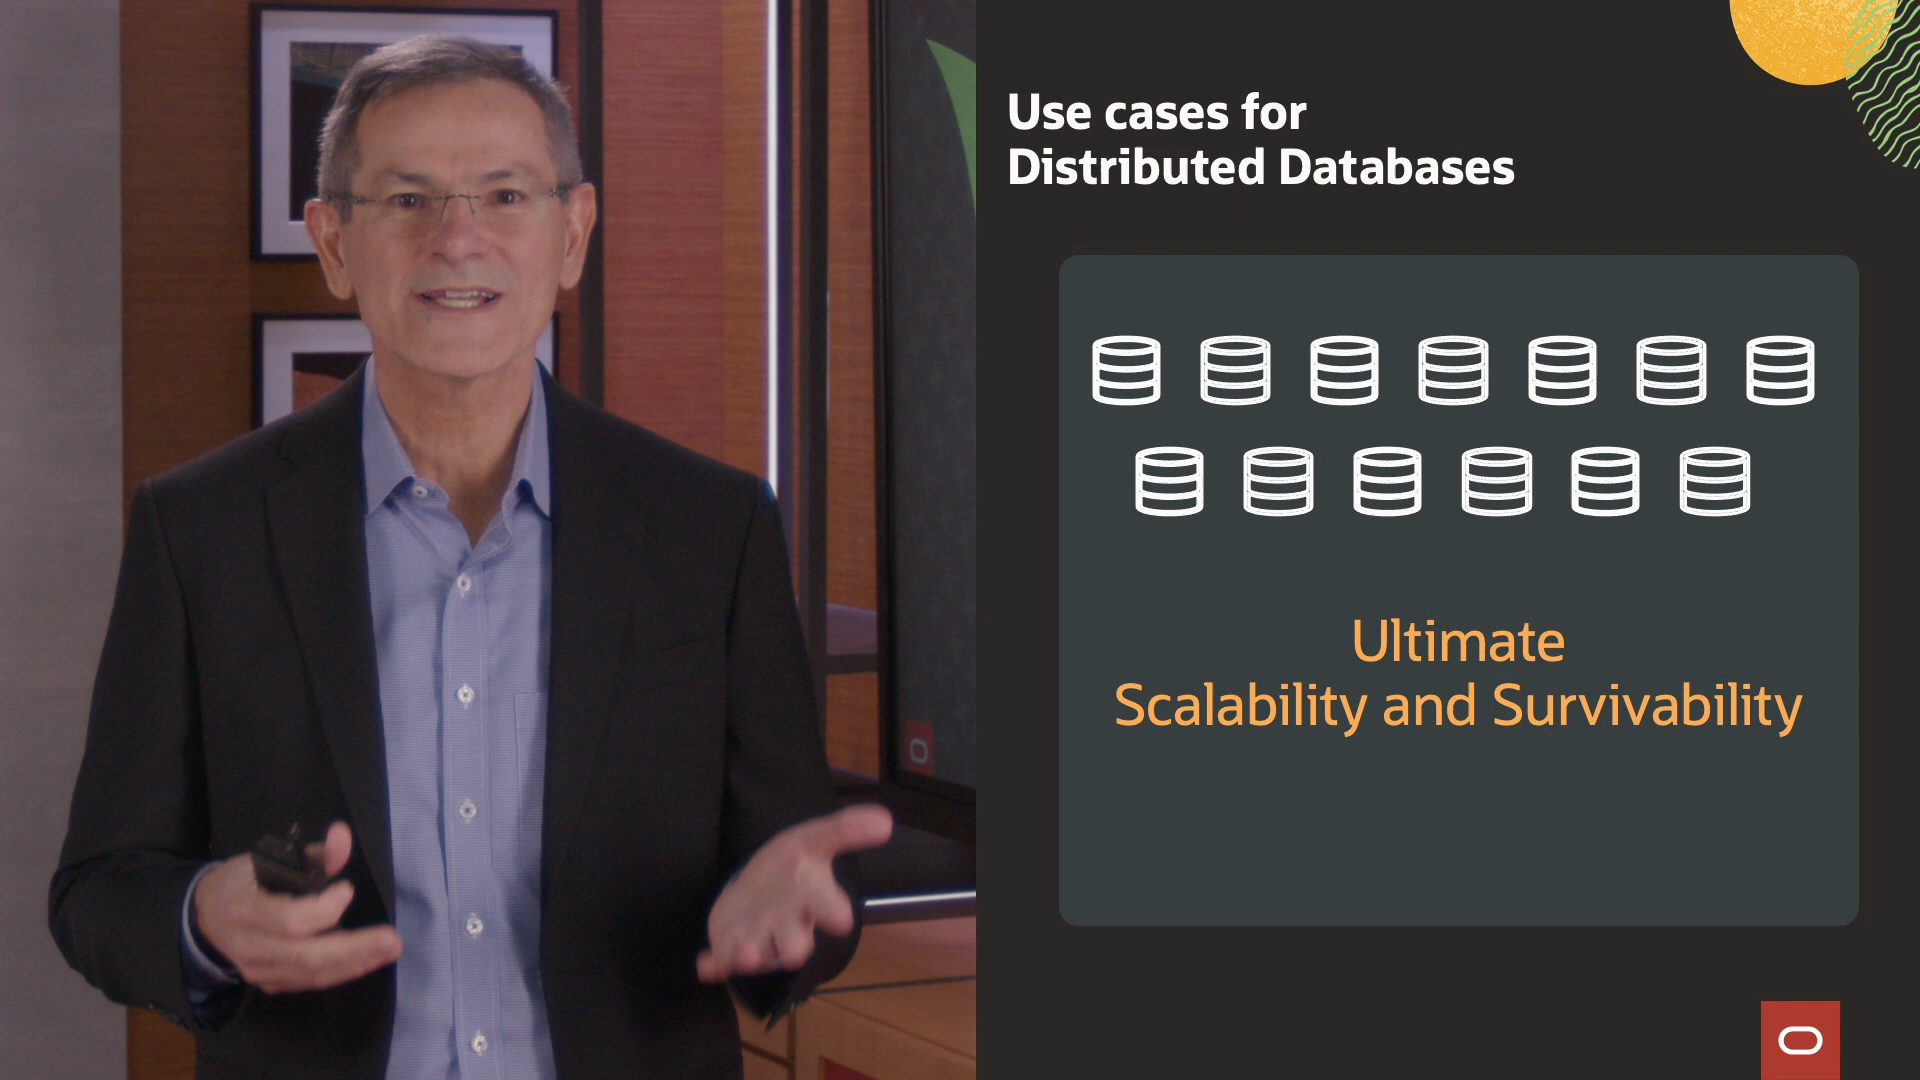 Use cases for
Distributed Databases
Ultimate
Scalability and Survivability